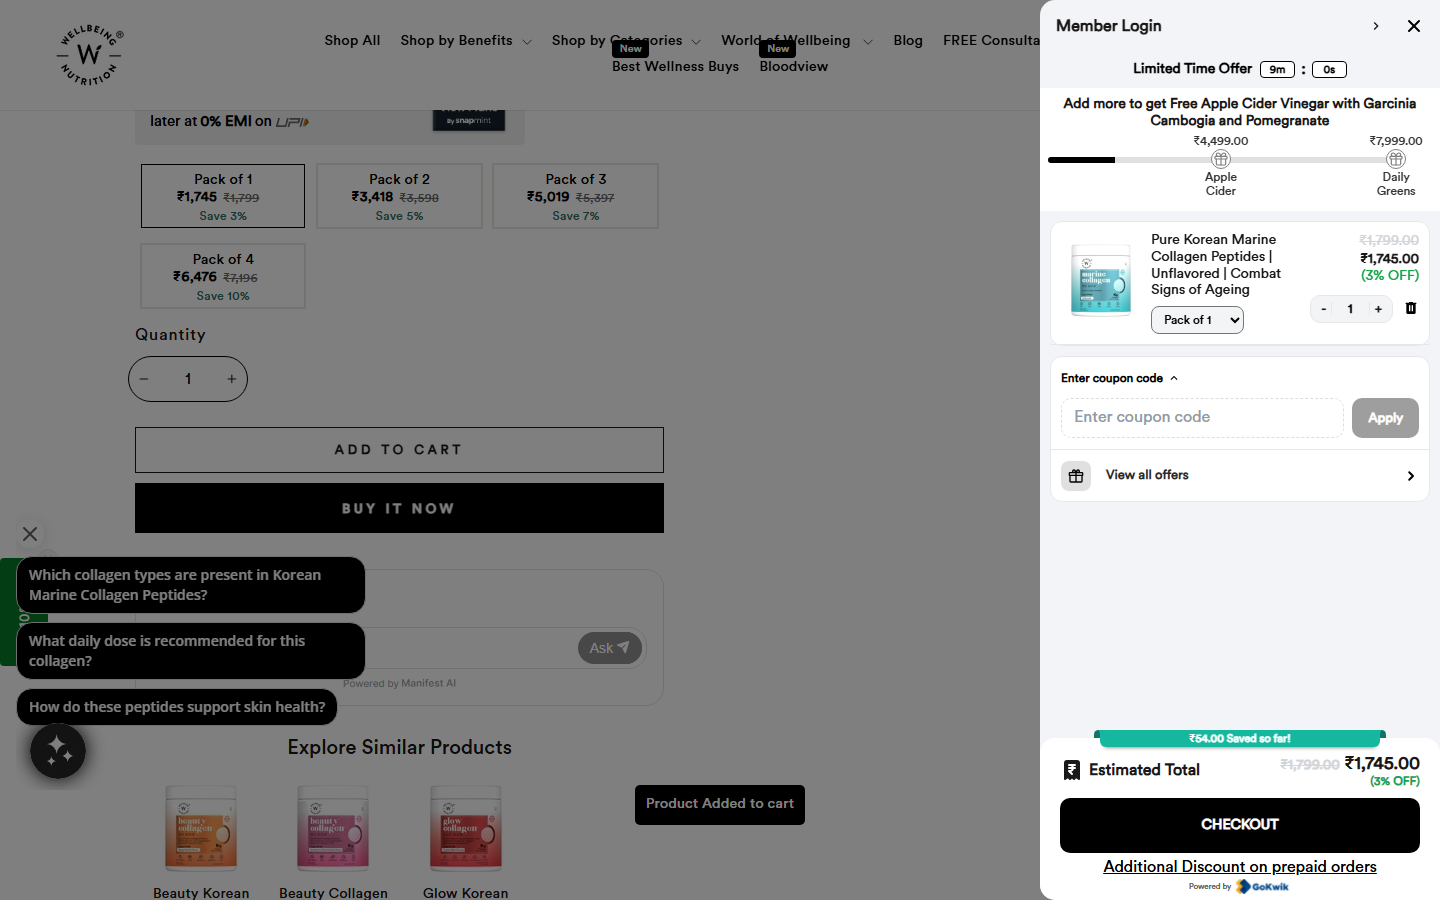 WELLBEING
W
NUTRITION
®
Shop All
Shop by Benefits
Shop by Categories
World of Wellbeing
Blog
FREE Consulta
New
Best Wellness Buys
New
Bloodview
later at 0% EMI on UPI
By snapmint
Pack of 1
₹1,745 ₹1,799
Save 3%
Pack of 2
₹3,418 ₹3,598
Save 5%
Pack of 3
₹5,019 ₹5,397
Save 7%
Pack of 4
₹6,476 ₹7,196
Save 10%
Quantity
− 1 +
ADD TO CART
BUY IT NOW
Which collagen types are present in Korean
Marine Collagen Peptides?
What daily dose is recommended for this
collagen?
How do these peptides support skin health?
Ask
Powered by Manifest AI
Explore Similar Products
beauty
collagen
beauty
collagen
glow
collagen
Beauty Korean
Beauty Collagen
Glow Korean
Product Added to cart
Member Login
Limited Time Offer 9m : 0s
Add more to get Free Apple Cider Vinegar with Garcinia
Cambogia and Pomegranate
₹4,499.00
₹7,999.00
Apple
Cider
Daily
Greens
marine
collagen
Pure Korean Marine
Collagen Peptides |
Unflavored | Combat
Signs of Ageing
₹1,799.00
₹1,745.00
(3% OFF)
Pack of 1
- 1 +
Enter coupon code
Enter coupon code
Apply
View all offers
₹54.00 Saved so far!
Estimated Total
₹1,799.00 ₹1,745.00
(3% OFF)
CHECKOUT
Additional Discount on prepaid orders
Powered by GoKwik